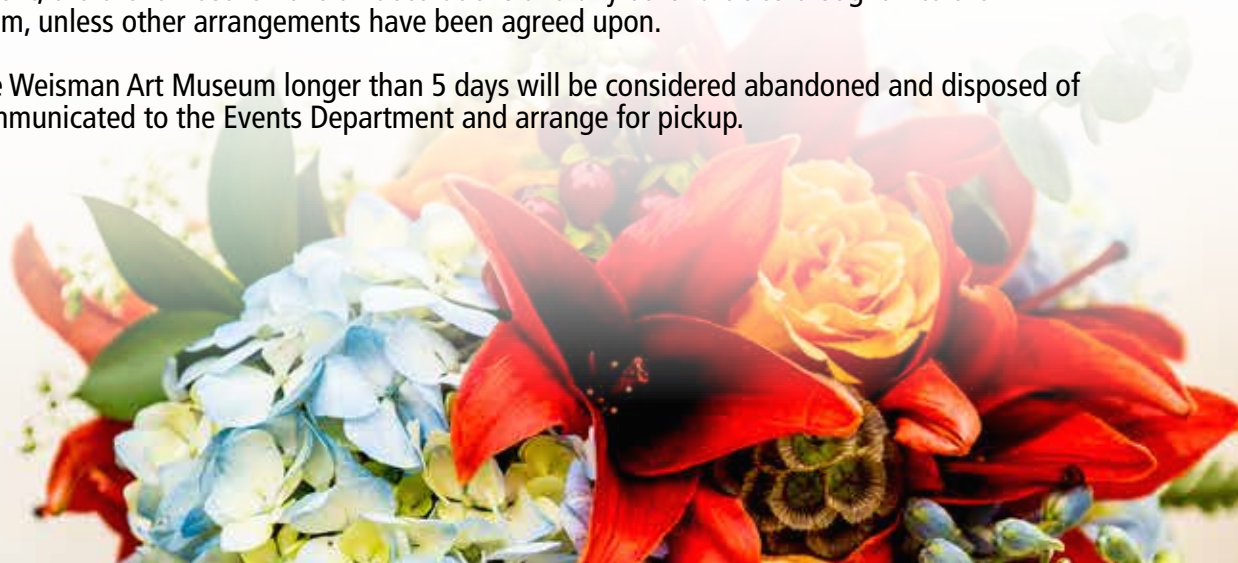 m, unless other arrangements have been agreed upon.
Weisman Art Museum longer than 5 days will be considered abandoned and disposed of
mmunicated to the Events Department and arrange for pickup.